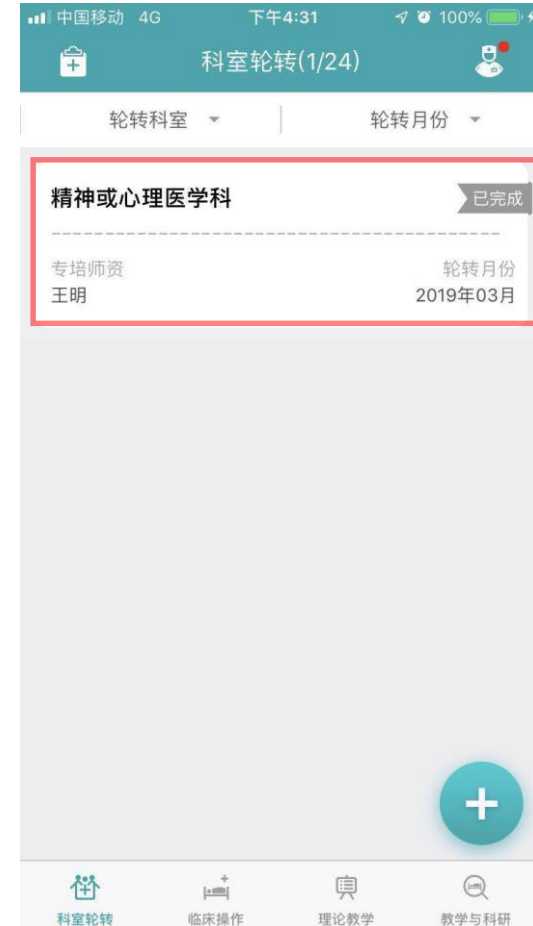 中国移动 4G 下午4:31 100%
科室轮转(1/24)
轮转科室 轮转月份
精神或心理医学科 已完成
专培师资 轮转月份
王明 2019年03月
科室轮转 临床操作 理论教学 教学与科研